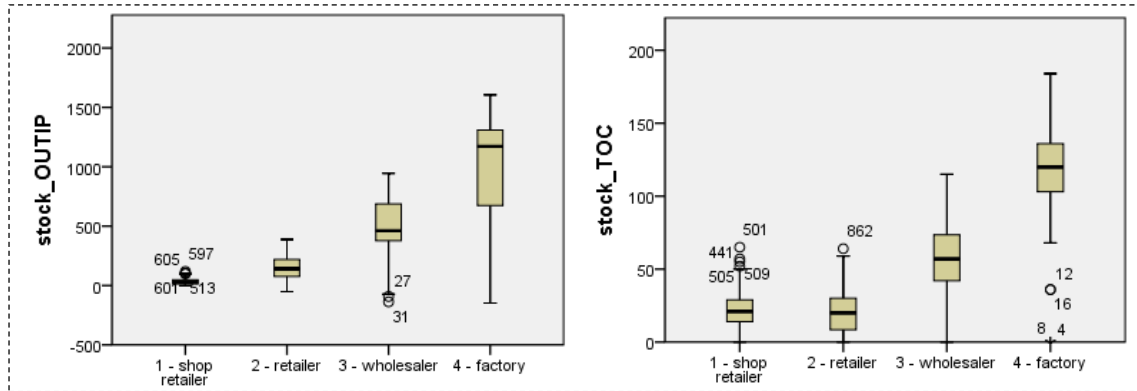 stock_OUTIP
2000
1500
1000
500
0
-500
605
597
601
513
27
31
1 - shop
retailer
2 - retailer
3 - wholesaler
4 - factory
stock_TOC
200
150
100
50
0
501
441
505
509
862
12
16
8
4
1 - shop
retailer
2 - retailer
3 - wholesaler
4 - factory